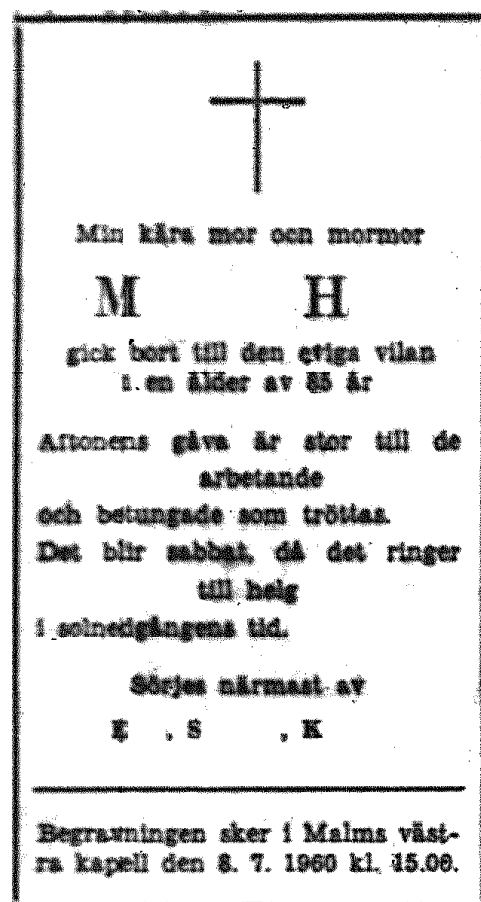 Min kära mor och mormor
M H
gick bort till den eviga vilan
i en ålder av 85 år
Aftonens gåva är stor till de
arbetande
och betungade som tröttas.
Det blir sabbat, då det ringer
till helg
i solnedgångens tid.
Sörjes närmast av
E , S , K
Begravningen sker i Malms väst-
ra kapell den 8. 7. 1960 kl. 15.00.